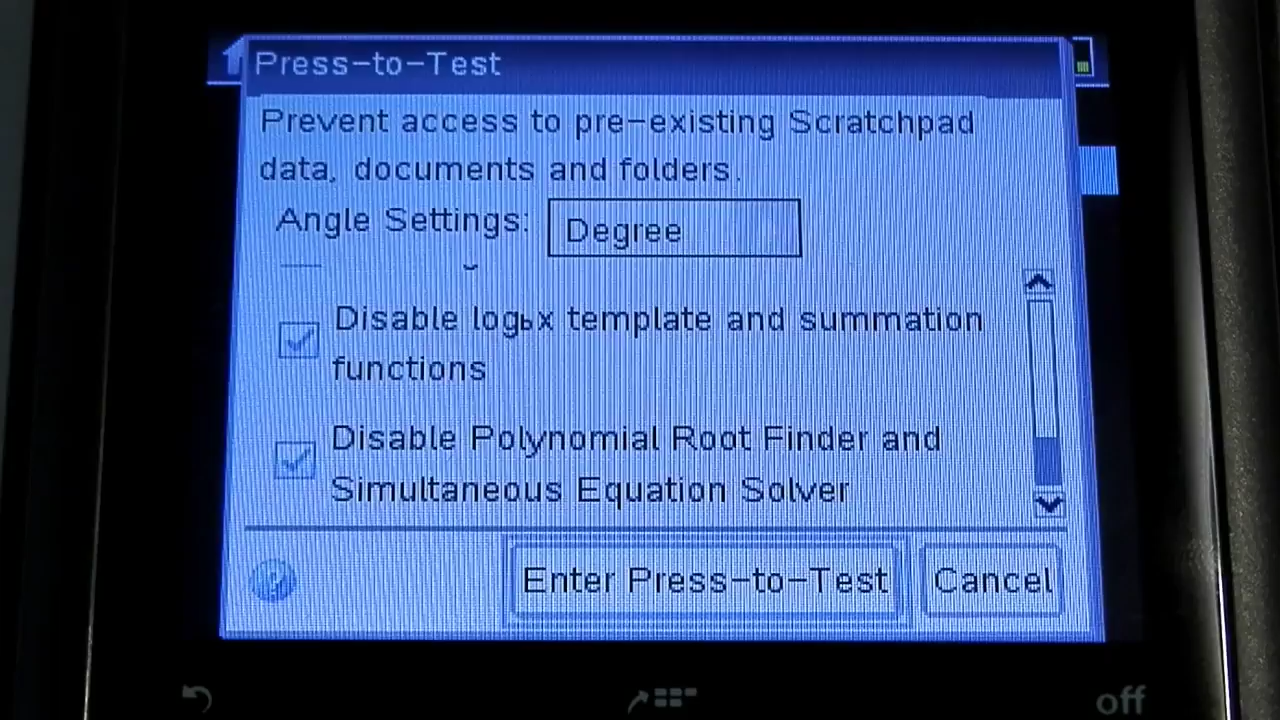 Press-to-Test
Prevent access to pre-existing Scratchpad
data, documents and folders.
Angle Settings: Degree
Disable logbx template and summation
functions
Disable Polynomial Root Finder and
Simultaneous Equation Solver
?
Enter Press-to-Test Cancel
off